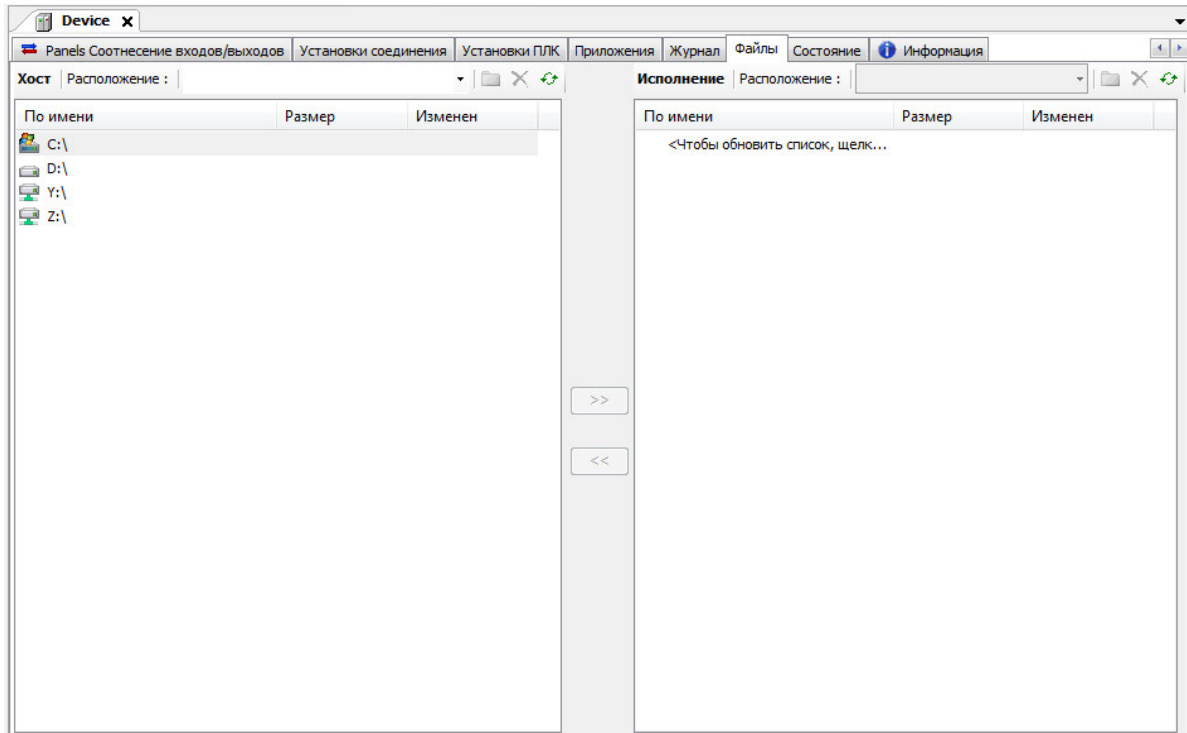 Device
Panels Соотнесение входов/выходов Установки соединения Установки ПЛК Приложения Журнал Файлы Состояние Информация
Хост Расположение : Исполнение Расположение :
По имени Размер Изменен По имени Размер Изменен
C:\ <Чтобы обновить список, щелк...
D:\
Y:\
Z:\
>>
<<